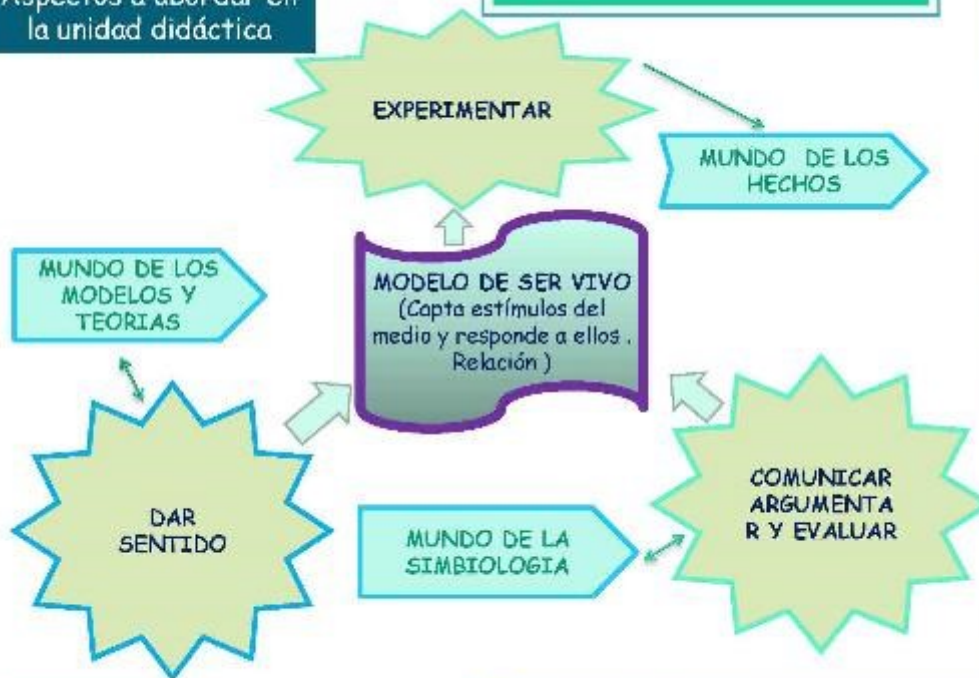 Aspectos a abordar en
la unidad didáctica
EXPERIMENTAR
MUNDO DE LOS
HECHOS
MUNDO DE LOS
MODELOS Y
TEORIAS
MODELO DE SER VIVO
(Capta estímulos del
medio y responde a ellos .
Relación )
DAR
SENTIDO
MUNDO DE LA
SIMBIOLOGIA
COMUNICAR
ARGUMENTA
R Y EVALUAR